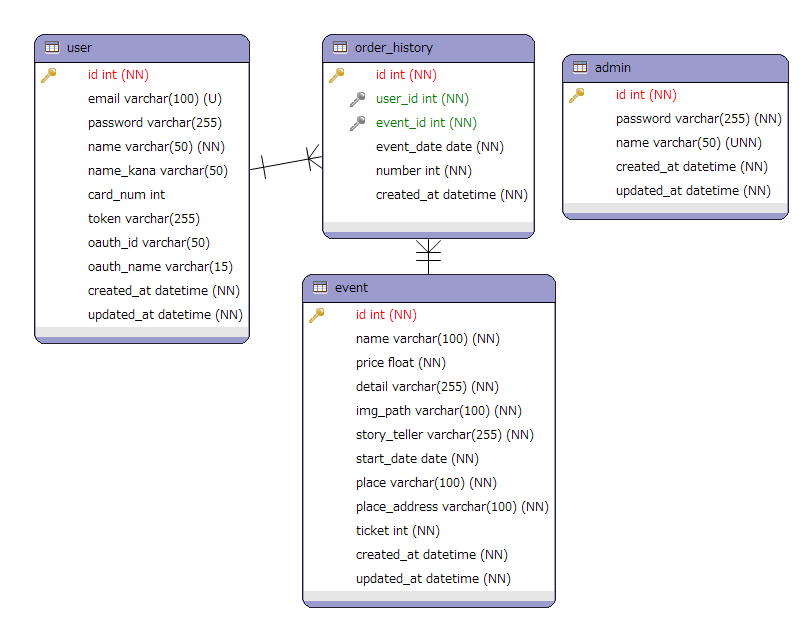 user
id int (NN)
email varchar(100) (U)
password varchar(255)
name varchar(50) (NN)
name_kana varchar(50)
card_num int
token varchar(255)
oauth_id varchar(50)
oauth_name varchar(15)
created_at datetime (NN)
updated_at datetime (NN)
order_history
id int (NN)
user_id int (NN)
event_id int (NN)
event_date date (NN)
number int (NN)
created_at datetime (NN)
admin
id int (NN)
password varchar(255) (NN)
name varchar(50) (UNN)
created_at datetime (NN)
updated_at datetime (NN)
event
id int (NN)
name varchar(100) (NN)
price float (NN)
detail varchar(255) (NN)
img_path varchar(100) (NN)
story_teller varchar(255) (NN)
start_date date (NN)
place varchar(100) (NN)
place_address varchar(100) (NN)
ticket int (NN)
created_at datetime (NN)
updated_at datetime (NN)